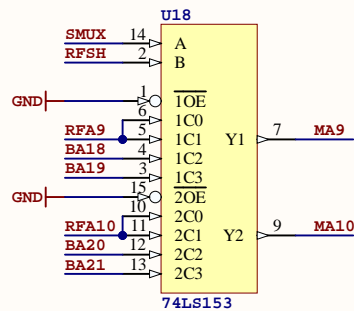 U18
SMUX 14 A
RFSH 2 B
GND 1 1OE
6 1C0
RFA9 5 1C1 Y1 7 MA9
BA18 4 1C2
BA19 3 1C3
GND 15 2OE
10 2C0
RFA10 11 2C1 Y2 9 MA10
BA20 12 2C2
BA21 13 2C3
74LS153